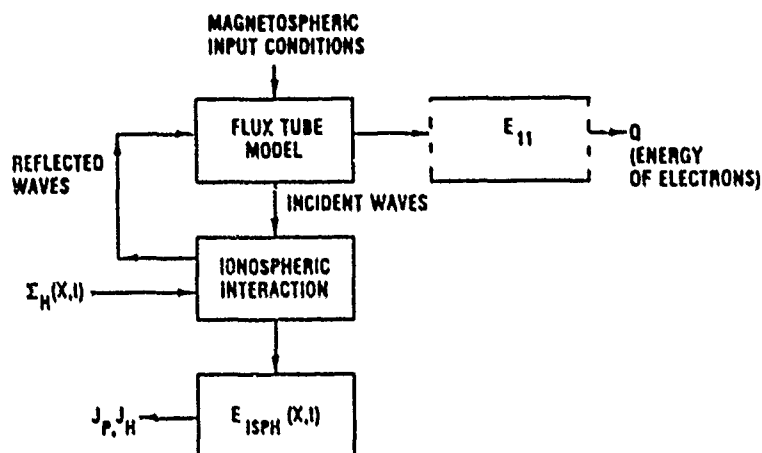 MAGNETOSPHERIC
INPUT CONDITIONS
FLUX TUBE
MODEL
E11
Q
(ENERGY
OF ELECTRONS)
REFLECTED
WAVES
INCIDENT WAVES
IONOSPHERIC
INTERACTION
ΣH(X,I)
EISPH (X,I)
JP,JH